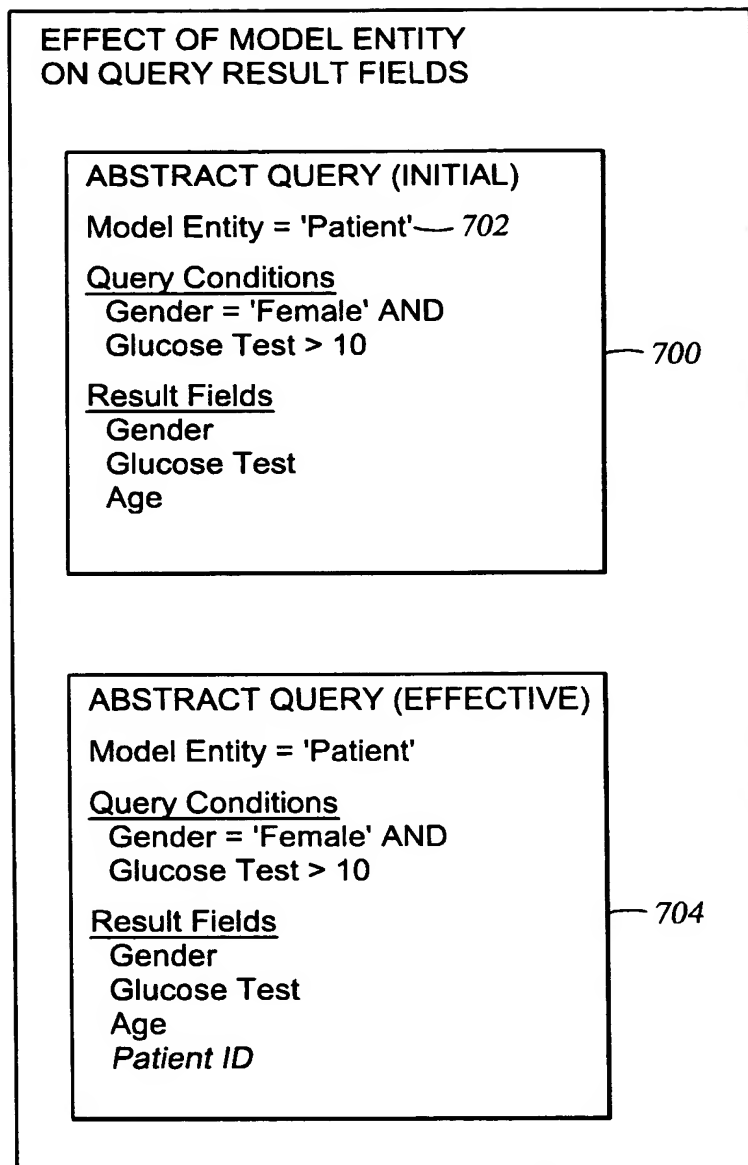 EFFECT OF MODEL ENTITY
ON QUERY RESULT FIELDS
ABSTRACT QUERY (INITIAL)
Model Entity = 'Patient' 702
Query Conditions
Gender = 'Female' AND
Glucose Test > 10
700
Result Fields
Gender
Glucose Test
Age
ABSTRACT QUERY (EFFECTIVE)
Model Entity = 'Patient'
Query Conditions
Gender = 'Female' AND
Glucose Test > 10
704
Result Fields
Gender
Glucose Test
Age
Patient ID